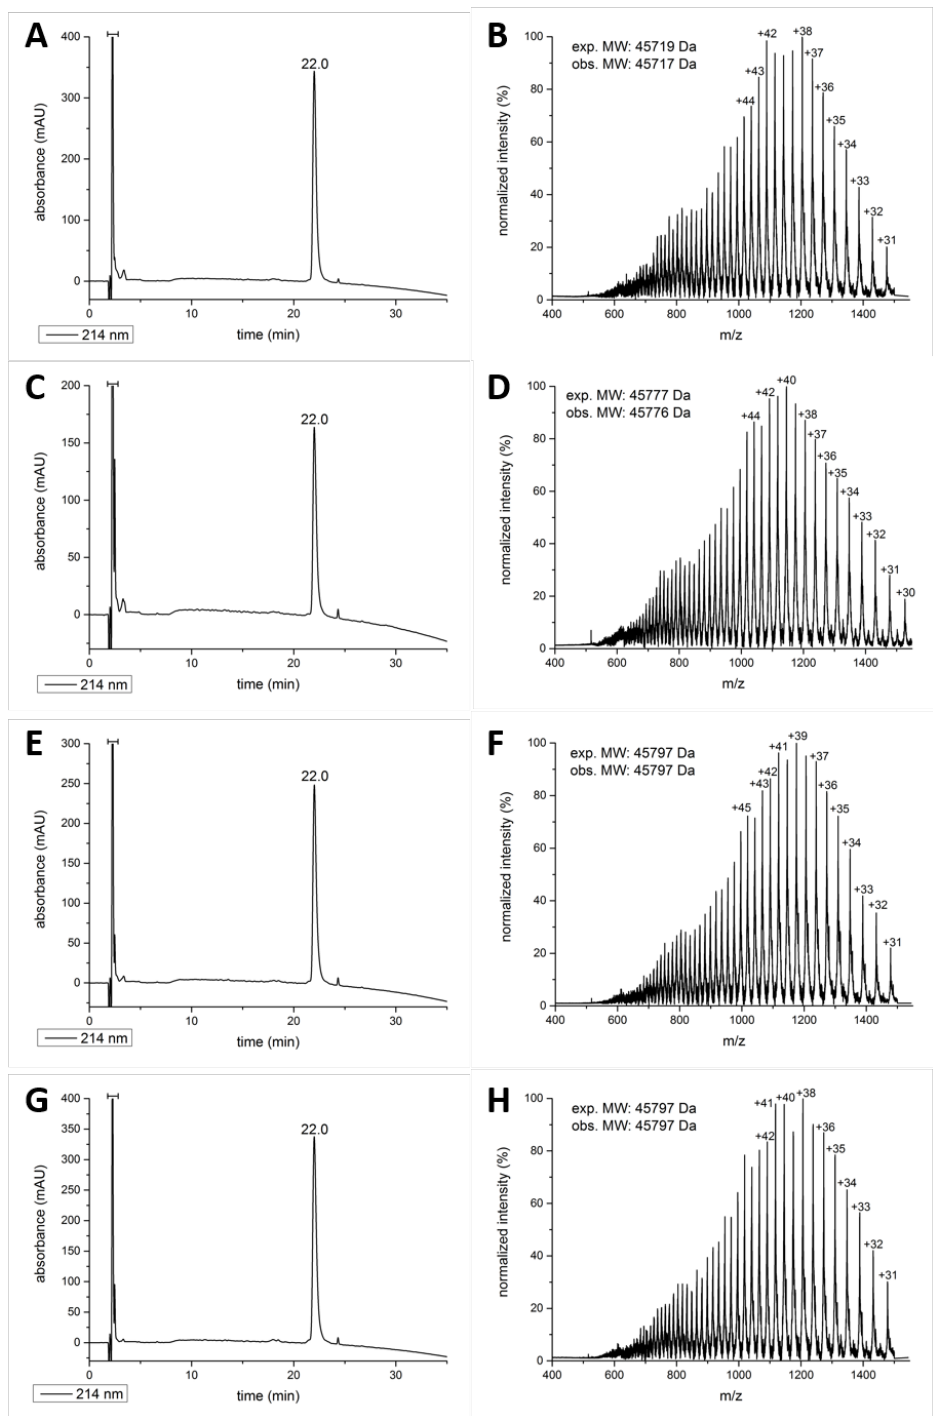 A
400
300
200
100
0
absorbance (mAU)
22.0
0 10 20 30
time (min)
214 nm
B
exp. MW: 45719 Da
obs. MW: 45717 Da
100
80
60
40
20
0
normalized intensity (%)
+44
+43
+42
+38
+37
+36
+35
+34
+33
+32
+31
400 600 800 1000 1200 1400
m/z
C
200
150
100
50
0
absorbance (mAU)
22.0
0 10 20 30
time (min)
214 nm
D
exp. MW: 45777 Da
obs. MW: 45776 Da
100
80
60
40
20
0
normalized intensity (%)
+44
+42
+40
+38
+37
+36
+35
+34
+33
+32
+31
+30
400 600 800 1000 1200 1400
m/z
E
300
250
200
150
100
50
0
absorbance (mAU)
22.0
0 10 20 30
time (min)
214 nm
F
exp. MW: 45797 Da
obs. MW: 45797 Da
100
80
60
40
20
0
normalized intensity (%)
+45
+43
+42
+41
+39
+37
+36
+35
+34
+33
+32
+31
400 600 800 1000 1200 1400
m/z
G
400
350
300
250
200
150
100
50
0
absorbance (mAU)
22.0
0 10 20 30
time (min)
214 nm
H
exp. MW: 45797 Da
obs. MW: 45797 Da
100
80
60
40
20
0
normalized intensity (%)
+42
+41
+40
+38
+36
+35
+34
+33
+32
+31
400 600 800 1000 1200 1400
m/z